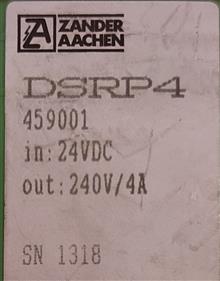 ZANDER
AACHEN
DSRP4
459001
in:24VDC
out:240V/4A
SN 1318